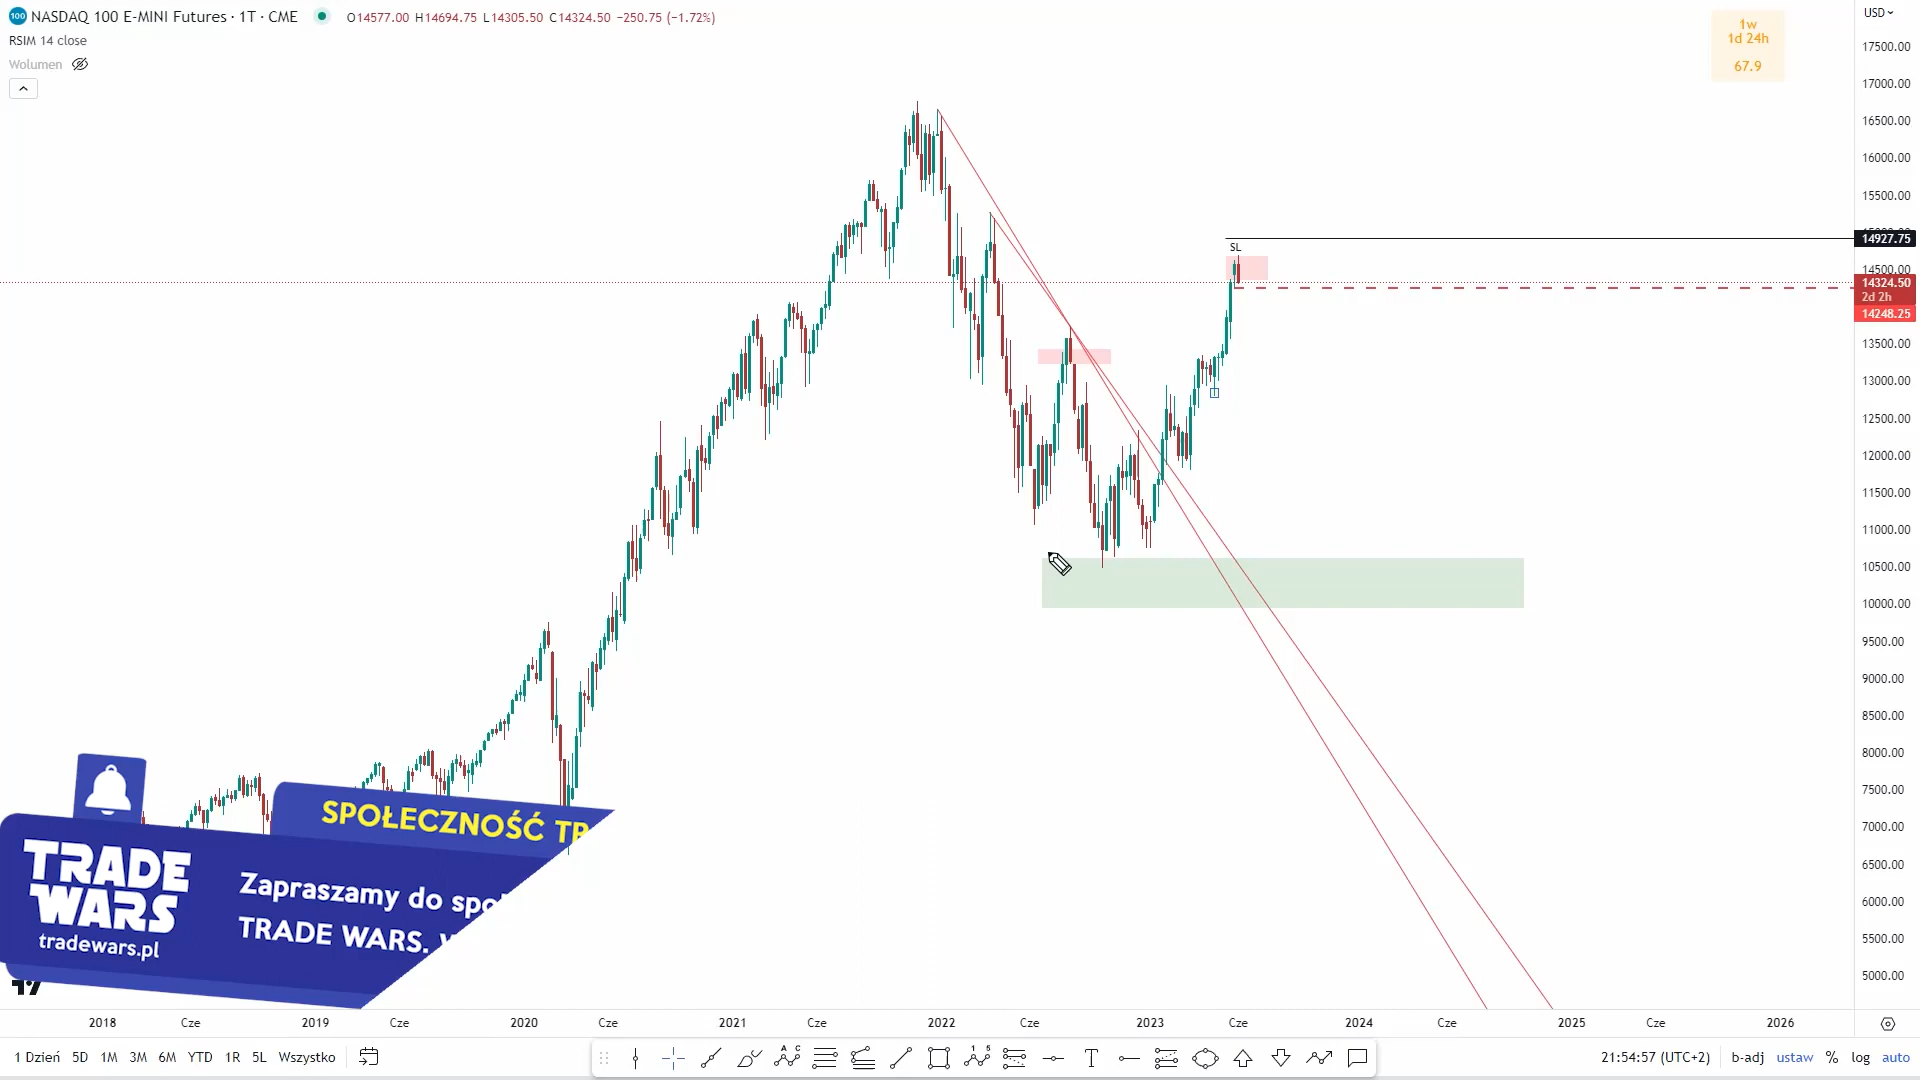 NASDAQ 100 E-MINI Futures · 1T · CME O14577.00 H14694.75 L14305.50 C14324.50 −250.75 (−1.72%)
RSIM 14 close
Wolumen
1w
1d 24h
67.9
USD
17500.00
17000.00
16500.00
16000.00
15500.00
14927.75
14500.00
14324.50
2d 2h
14248.25
13500.00
13000.00
12500.00
12000.00
11500.00
11000.00
10500.00
10000.00
9500.00
9000.00
8500.00
8000.00
7500.00
7000.00
6500.00
6000.00
5500.00
5000.00
SL
SPOŁECZNOŚĆ TR
TRADE
WARS
tradewars.pl
Zapraszamy do społ
TRADE WARS.
2018 Cze 2019 Cze 2020 Cze 2021 Cze 2022 Cze 2023 Cze 2024 Cze 2025 Cze 2026
1 Dzień 5D 1M 3M 6M YTD 1R 5L Wszystko
21:54:57 (UTC+2) b-adj ustaw % log auto